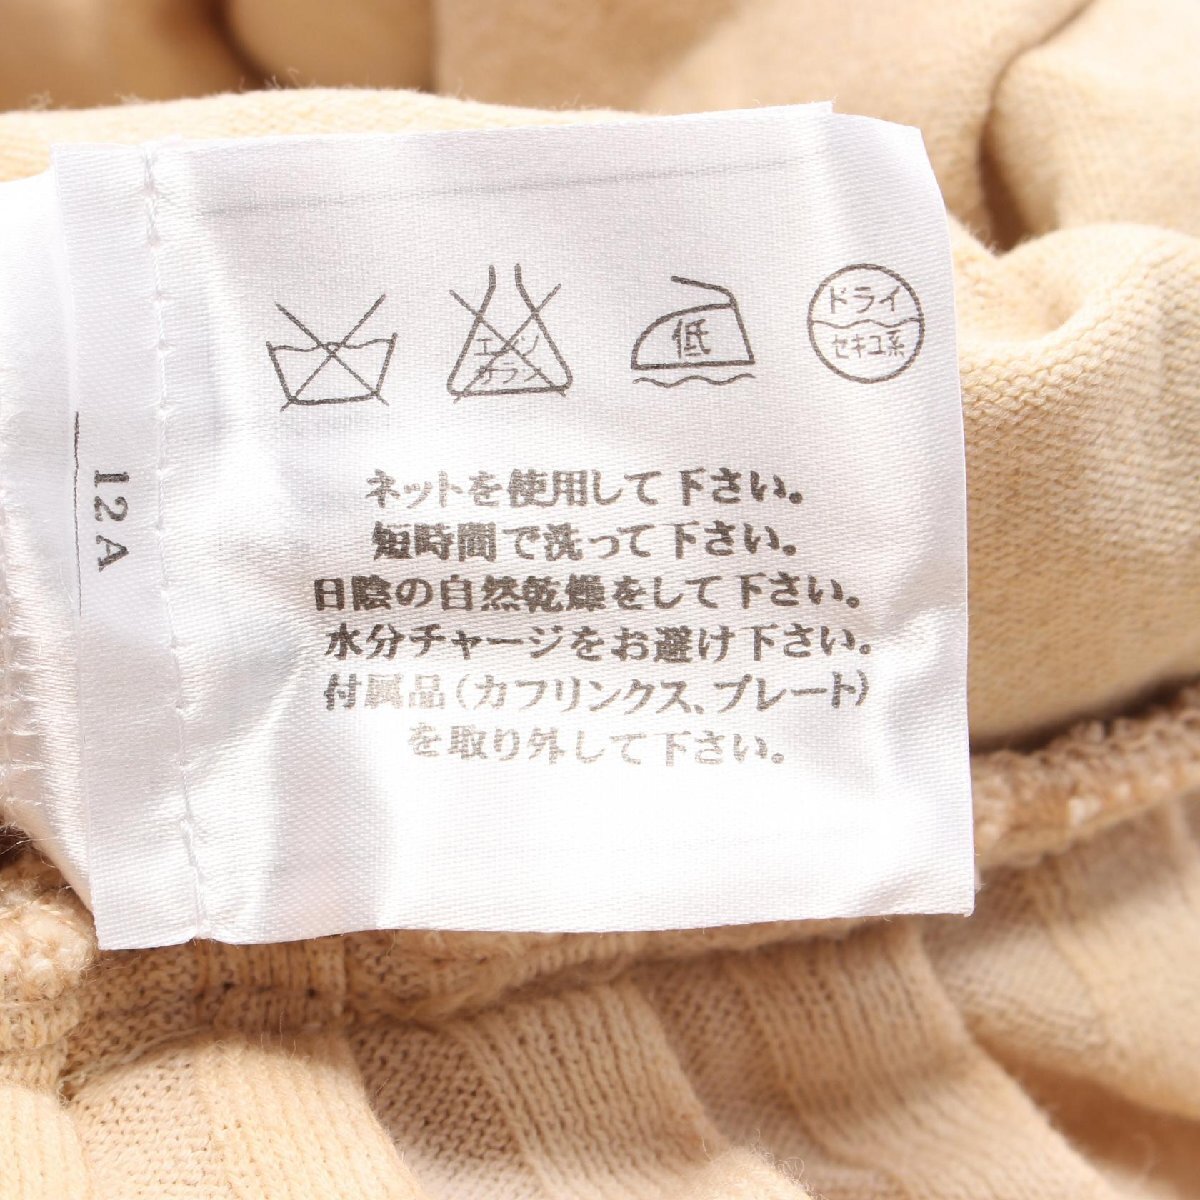 エンソ
サラシ
低
ドライ
セキユ系
ネットを使用して下さい。
短時間で洗って下さい。
日陰の自然乾燥をして下さい。
水分チャージをお避け下さい。
付属品(カフリンクス、プレート)
を取り外して下さい。
12A